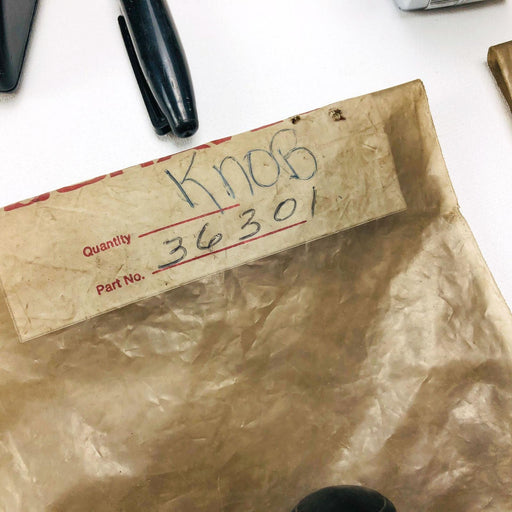 KNOB
Quantity
36301
Part No.